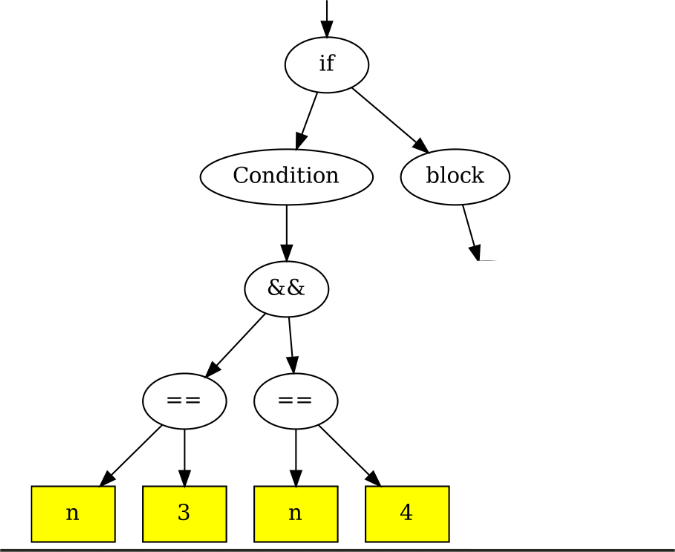 if
Condition
block
&&
==
==
n
3
n
4